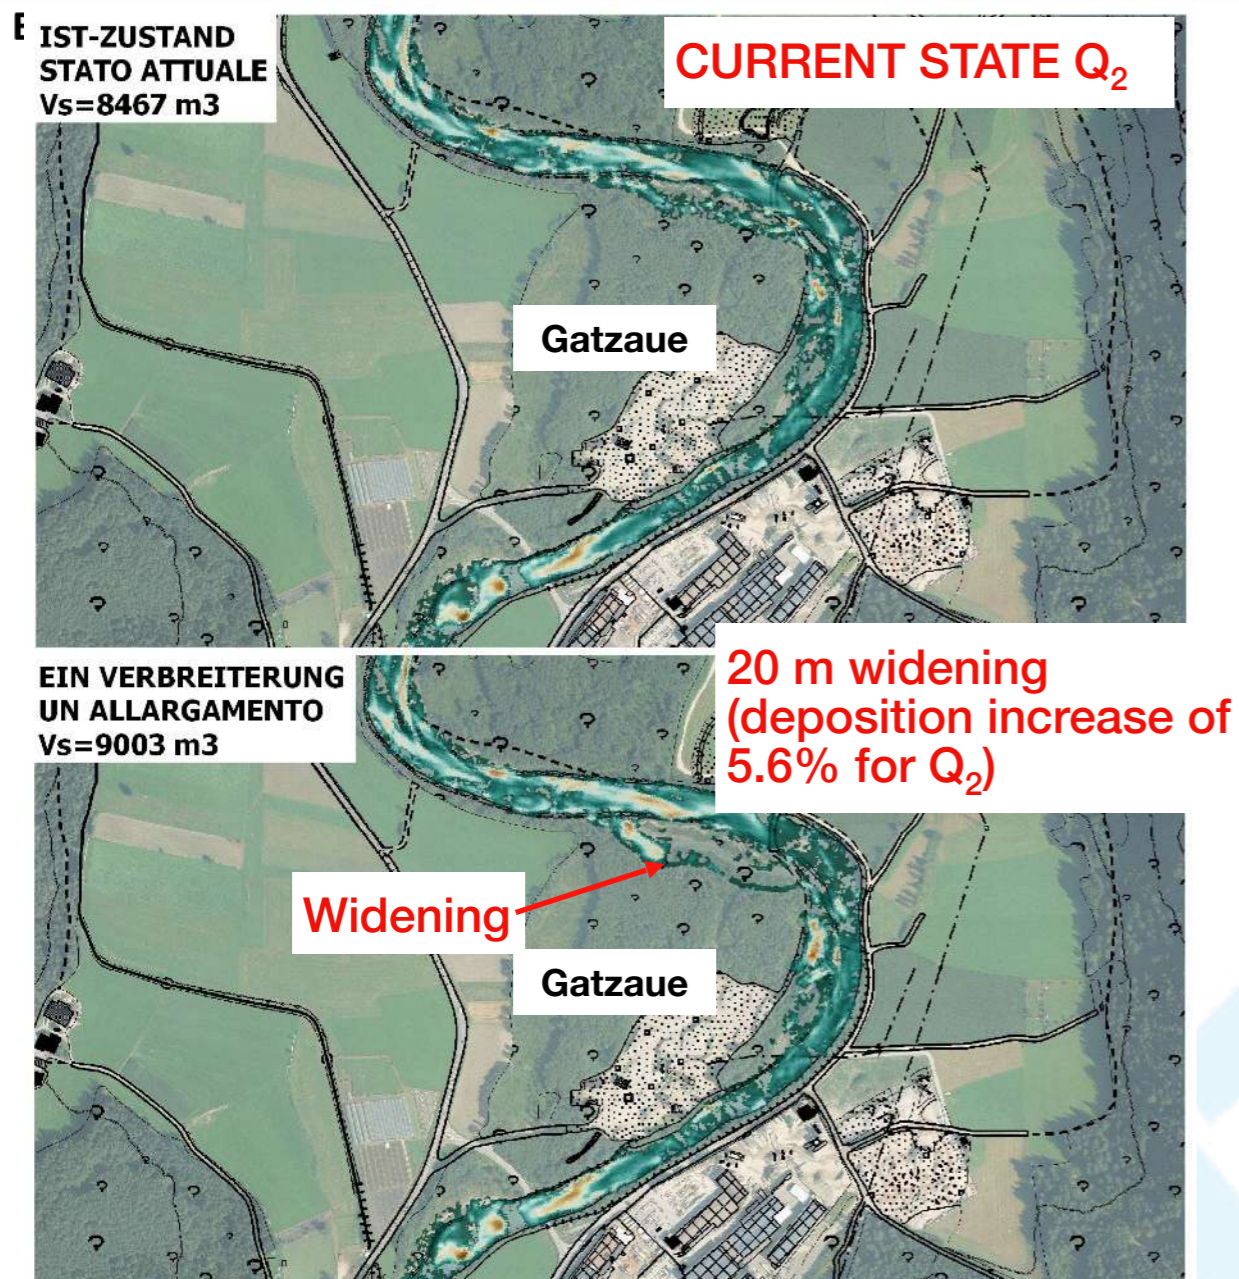 IST-ZUSTAND
STATO ATTUALE
Vs=8467 m3
CURRENT STATE Q₂
Gatzaue
EIN VERBREITERUNG
UN ALLARGAMENTO
Vs=9003 m3
20 m widening
(deposition increase of
5.6% for Q₂)
Widening
Gatzaue